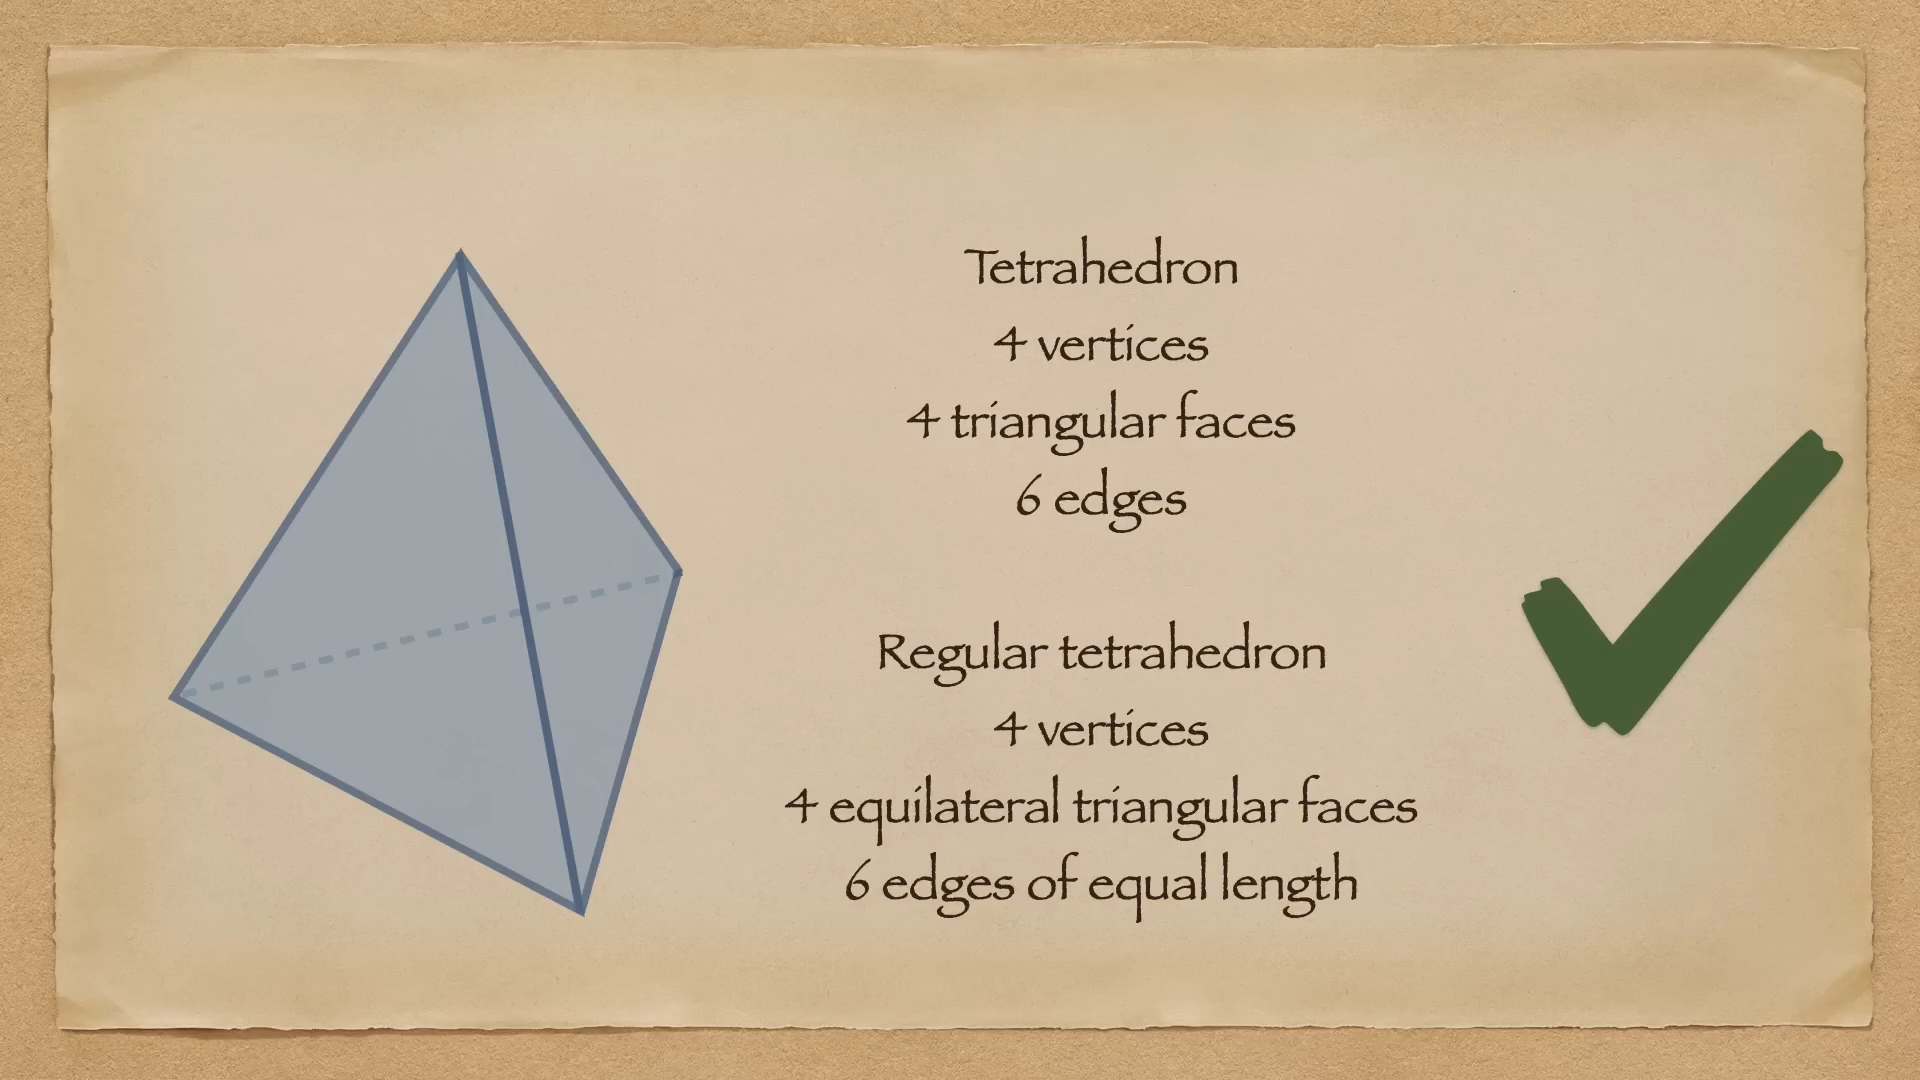 Tetrahedron
4 vertices
4 triangular faces
6 edges
Regular tetrahedron
4 vertices
4 equilateral triangular faces
6 edges of equal length